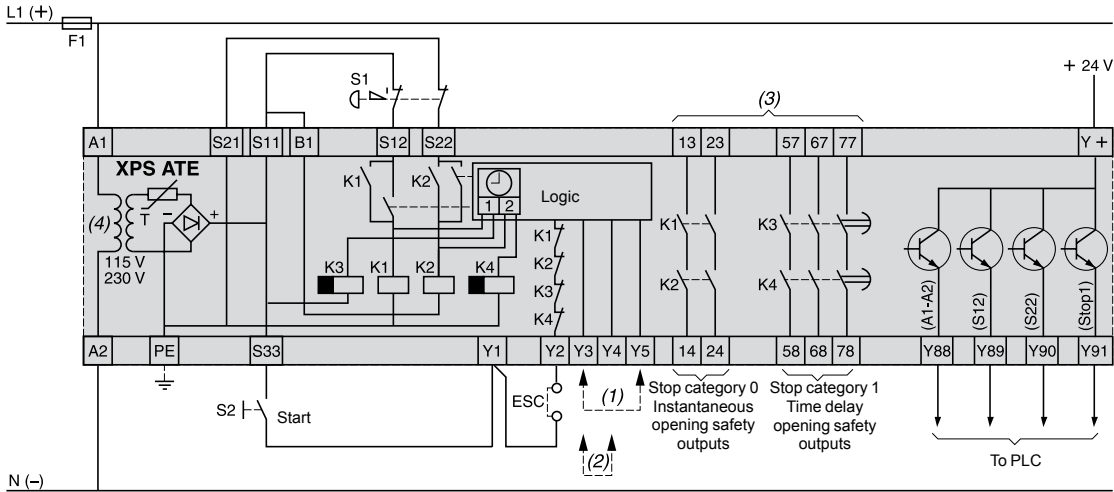 L1 (+)
F1
+ 24 V
S1
(3)
A1 S21 S11 B1 S12 S22 13 23 57 67 77 Y +
XPS ATE
K1 K2 Logic
1 2
(4) T – +
115 V
230 V
K3 K1 K2 K4
K1
K2
K3
K4
K1
K2
K3
K4
(A1-A2)
(S12)
(S22)
(Stop1)
A2 PE S33 Y1 Y2 Y3 Y4 Y5 14 24 58 68 78 Y88 Y89 Y90 Y91
S2 Start
ESC
(1)
(2)
Stop category 0
Instantaneous
opening safety
outputs
Stop category 1
Time delay
opening safety
outputs
To PLC
N (–)